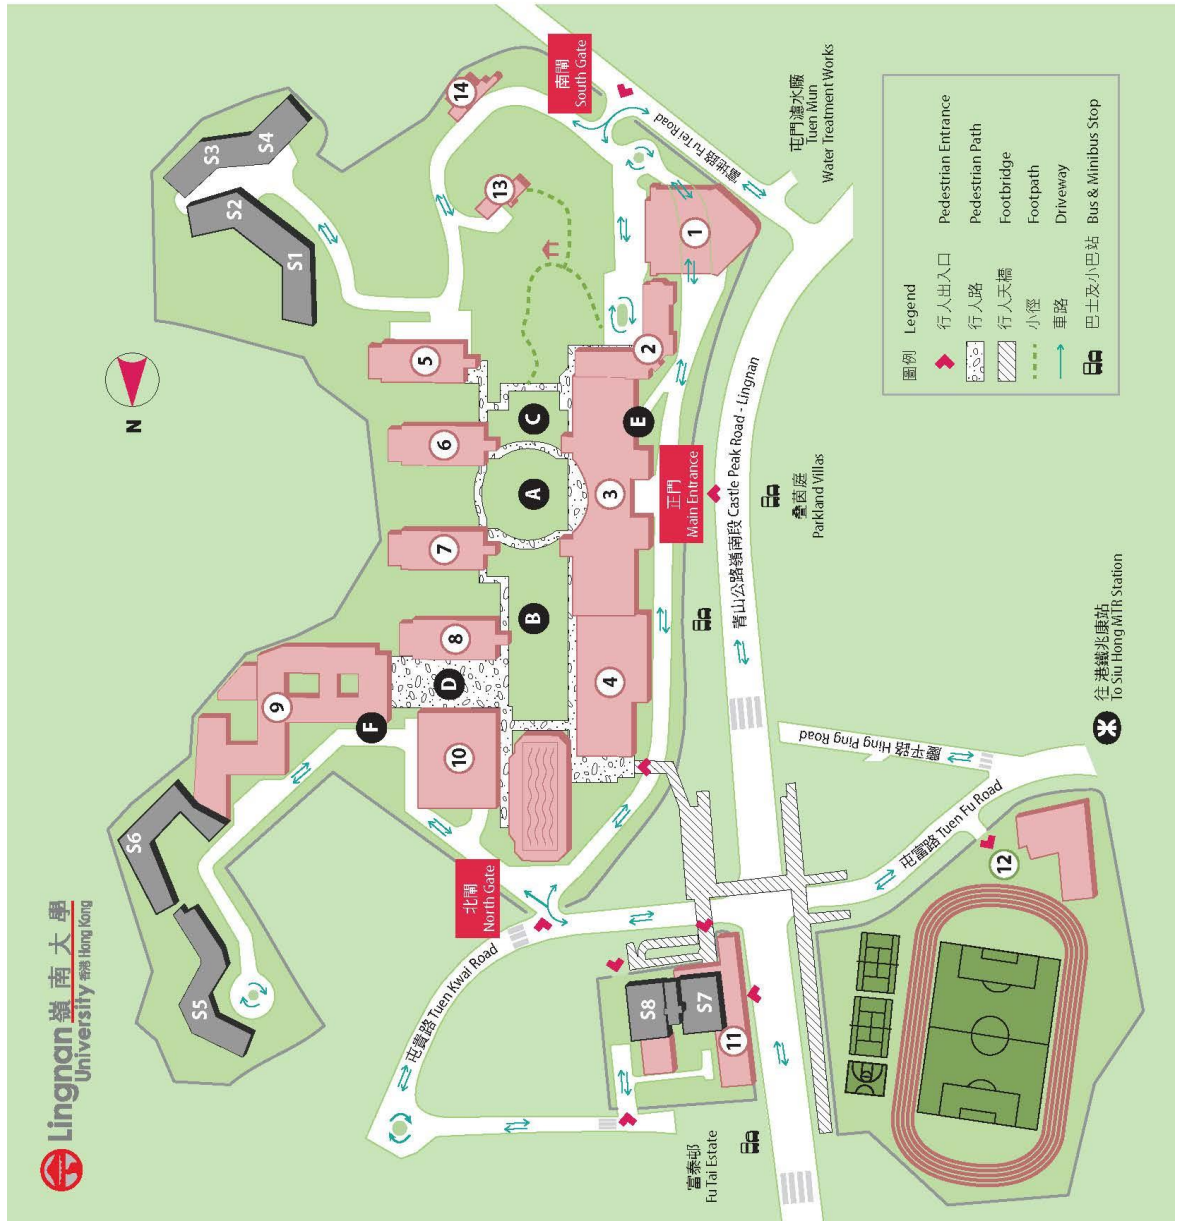 Lingnan 嶺南大學
University 香港 Hong Kong
N
S5
S6
S1
S2
S3
S4
9
F
10
D
8
7
6
5
13
14
B
A
C
4
3
E
2
1
北閘
North Gate
正門
Main Entrance
南閘
South Gate
屯貴路 Tuen Kwai Road
富地路 Fu Tei Road
S8
S7
11
富泰邨
Fu Tai Estate
青山公路嶺南段 Castle Peak Road - Lingnan
疊茵庭
Parkland Villas
屯門濾水廠
Tuen Mun
Water Treatment Works
慶平路 Hing Ping Road
屯富路 Tuen Fu Road
12
往港鐵兆康站
To Siu Hong MTR Station
圖例 Legend
行人出入口 Pedestrian Entrance
行人路 Pedestrian Path
行人天橋 Footbridge
小徑 Footpath
車路 Driveway
巴士及小巴站 Bus & Minibus Stop